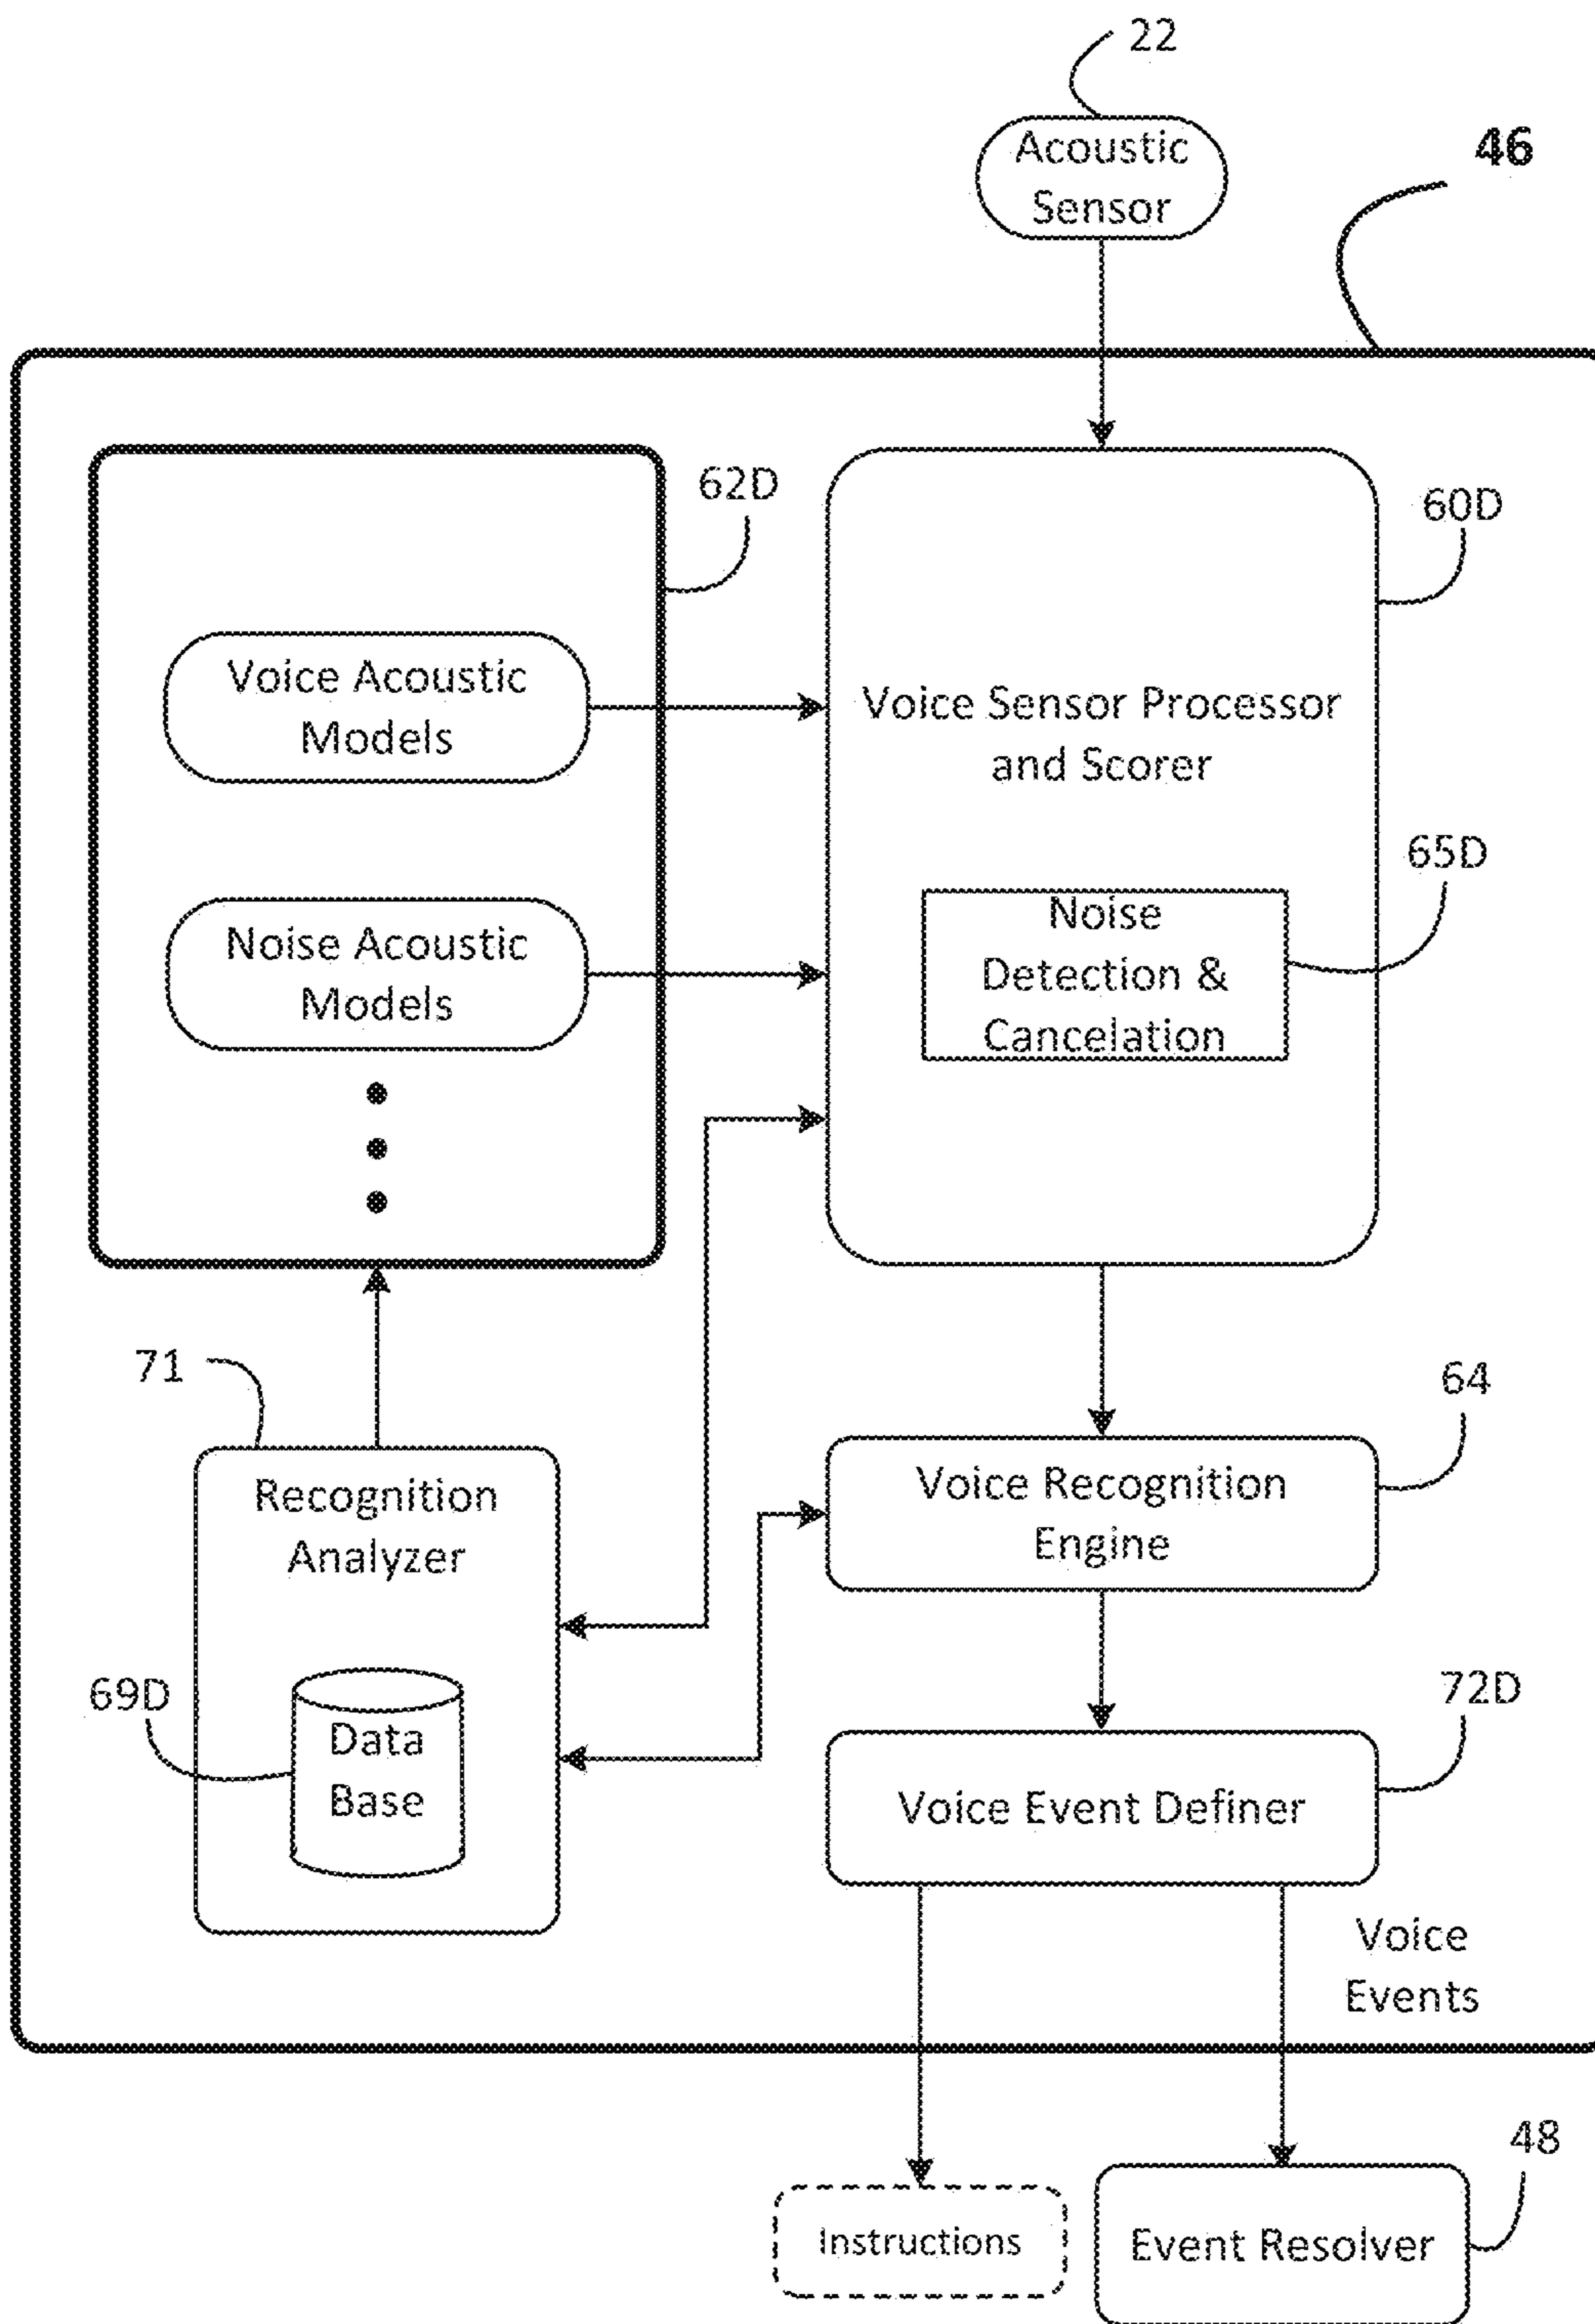 22
Acoustic
Sensor
46
62D
60D
Voice Acoustic
Models
Voice Sensor Processor
and Scorer
65D
Noise Acoustic
Models
Noise
Detection &
Cancelation
71
64
Recognition
Analyzer
Voice Recognition
Engine
69D
Data
Base
72D
Voice Event Definer
Voice
Events
48
Instructions
Event Resolver